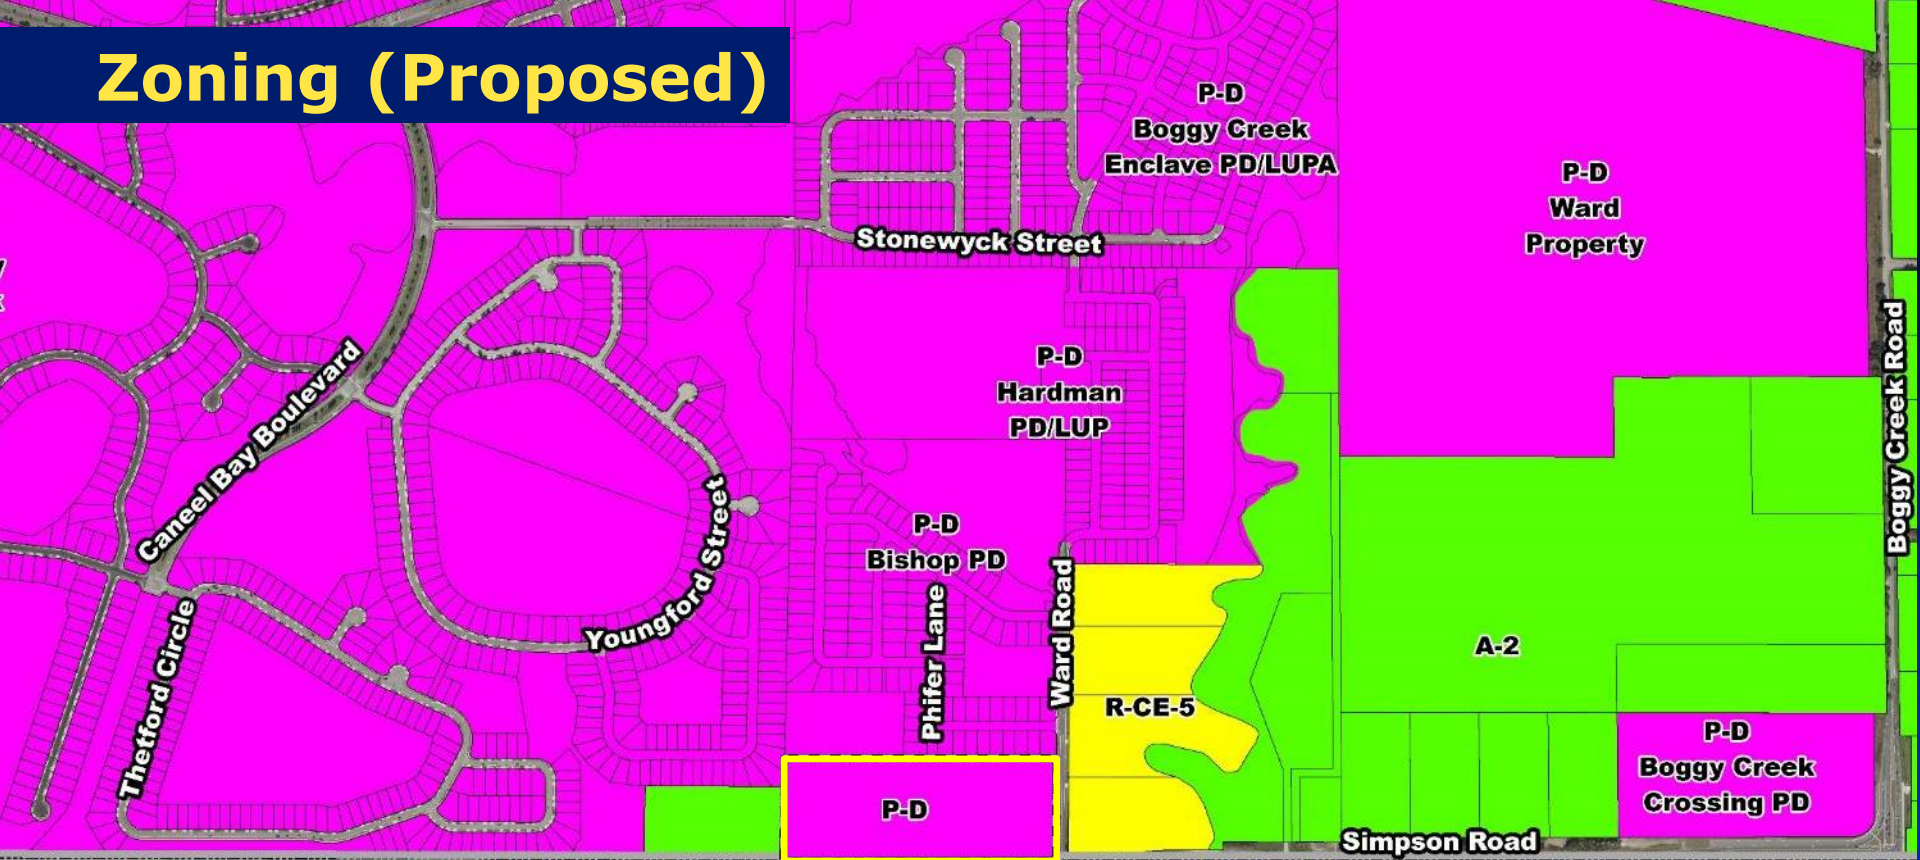 Zoning (Proposed)
P-D
Boggy Creek
Enclave PD/LUPA
P-D
Ward
Property
Stonewyck Street
P-D
Hardman
PD/LUP
Boggy Creek Road
Caneel Bay Boulevard
Youngford Street
P-D
Bishop PD
Phifer Lane
Ward Road
Thetford Circle
A-2
R-CE-5
P-D
Boggy Creek
Crossing PD
P-D
Simpson Road